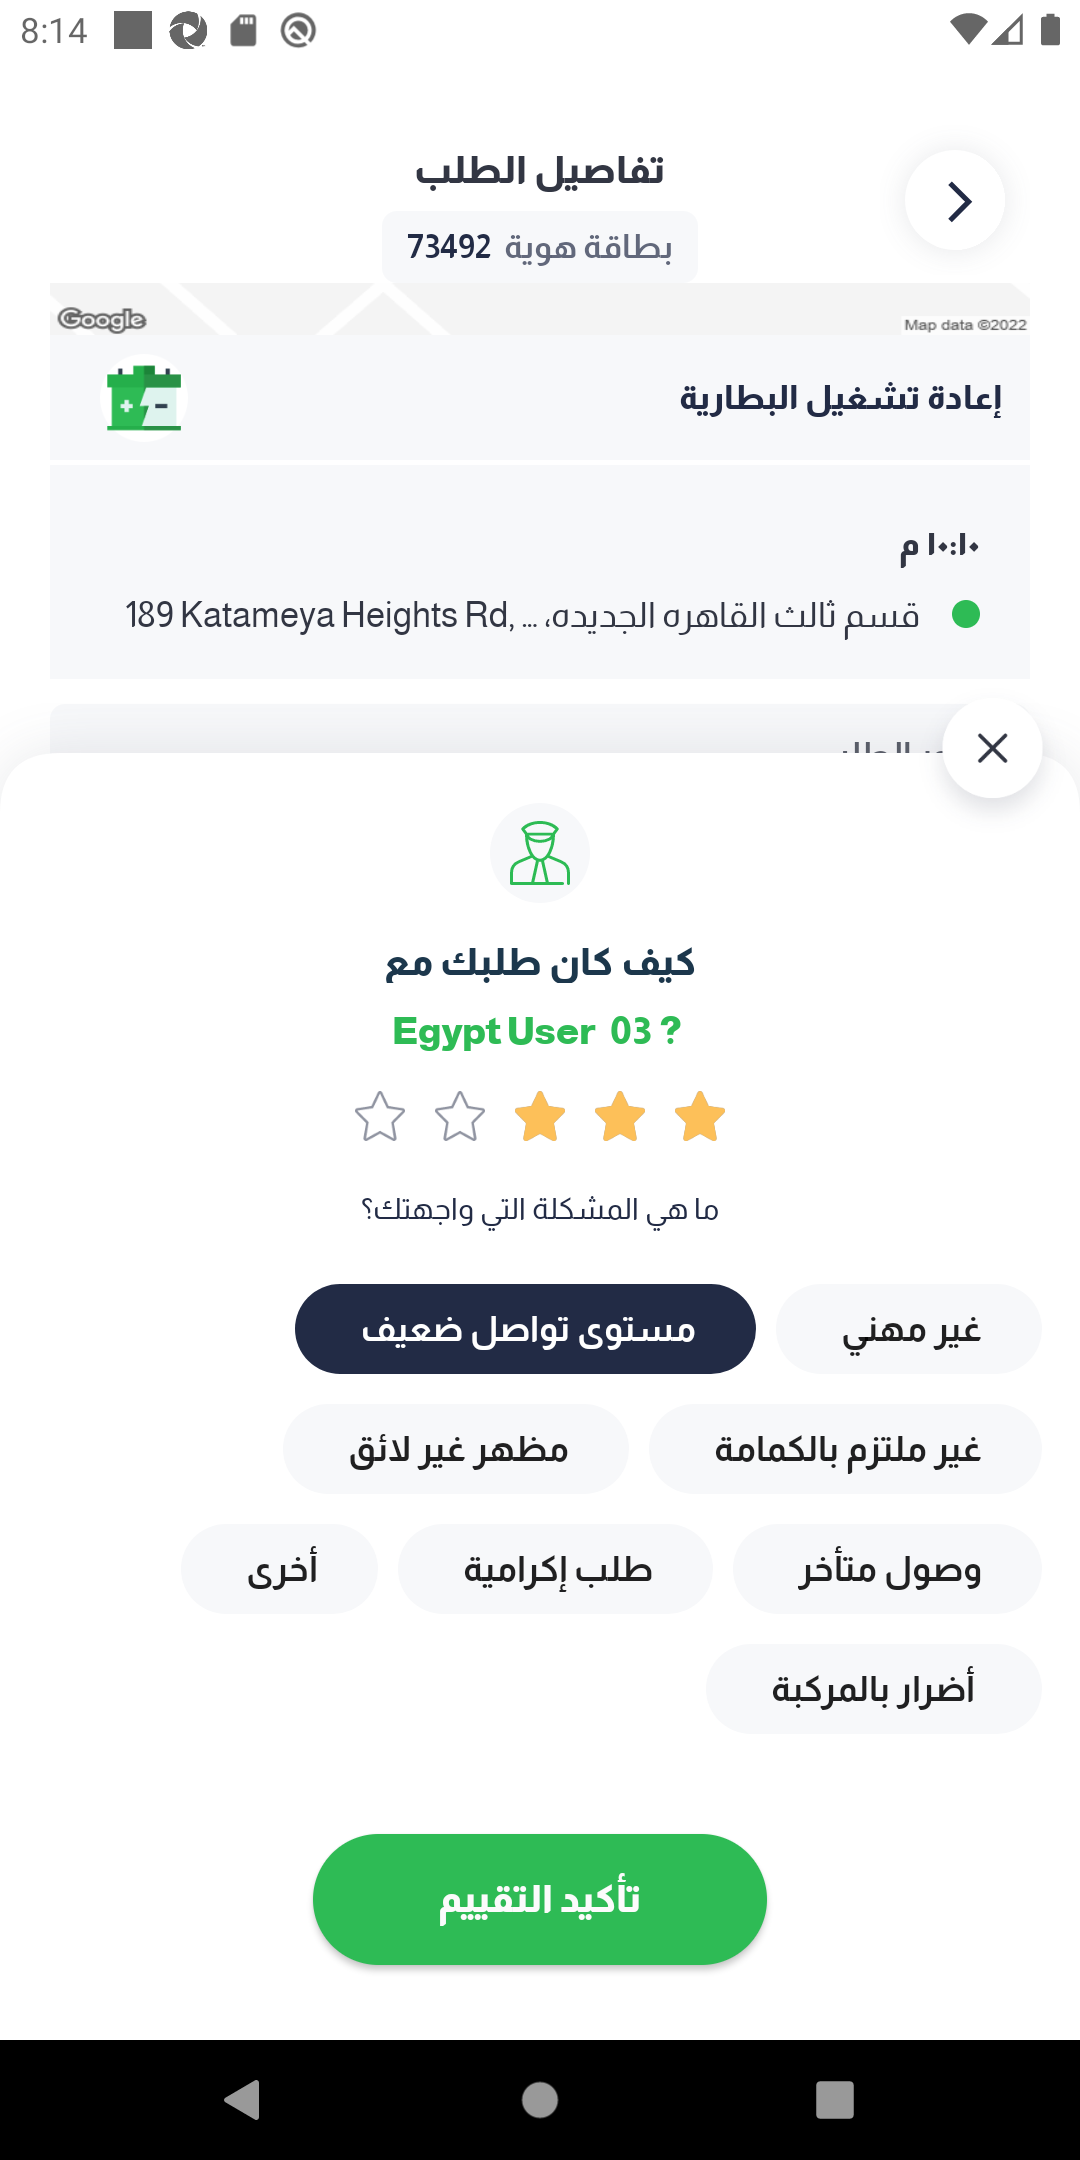 8:14
تفاصيل الطلب
بطاقة هوية 73492
Google
Map data ©2022
إعادة تشغيل البطارية
١٠:١٠ م
189 Katameya Heights Rd, ... قسم ثالث القاهره الجديده،
كيف كان طلبك مع
Egypt User 03 ?
ما هي المشكلة التي واجهتك؟
غير مهني
مستوى تواصل ضعيف
غير ملتزم بالكمامة
مظهر غير لائق
وصول متأخر
طلب إكرامية
أخرى
أضرار بالمركبة
تأكيد التقييم